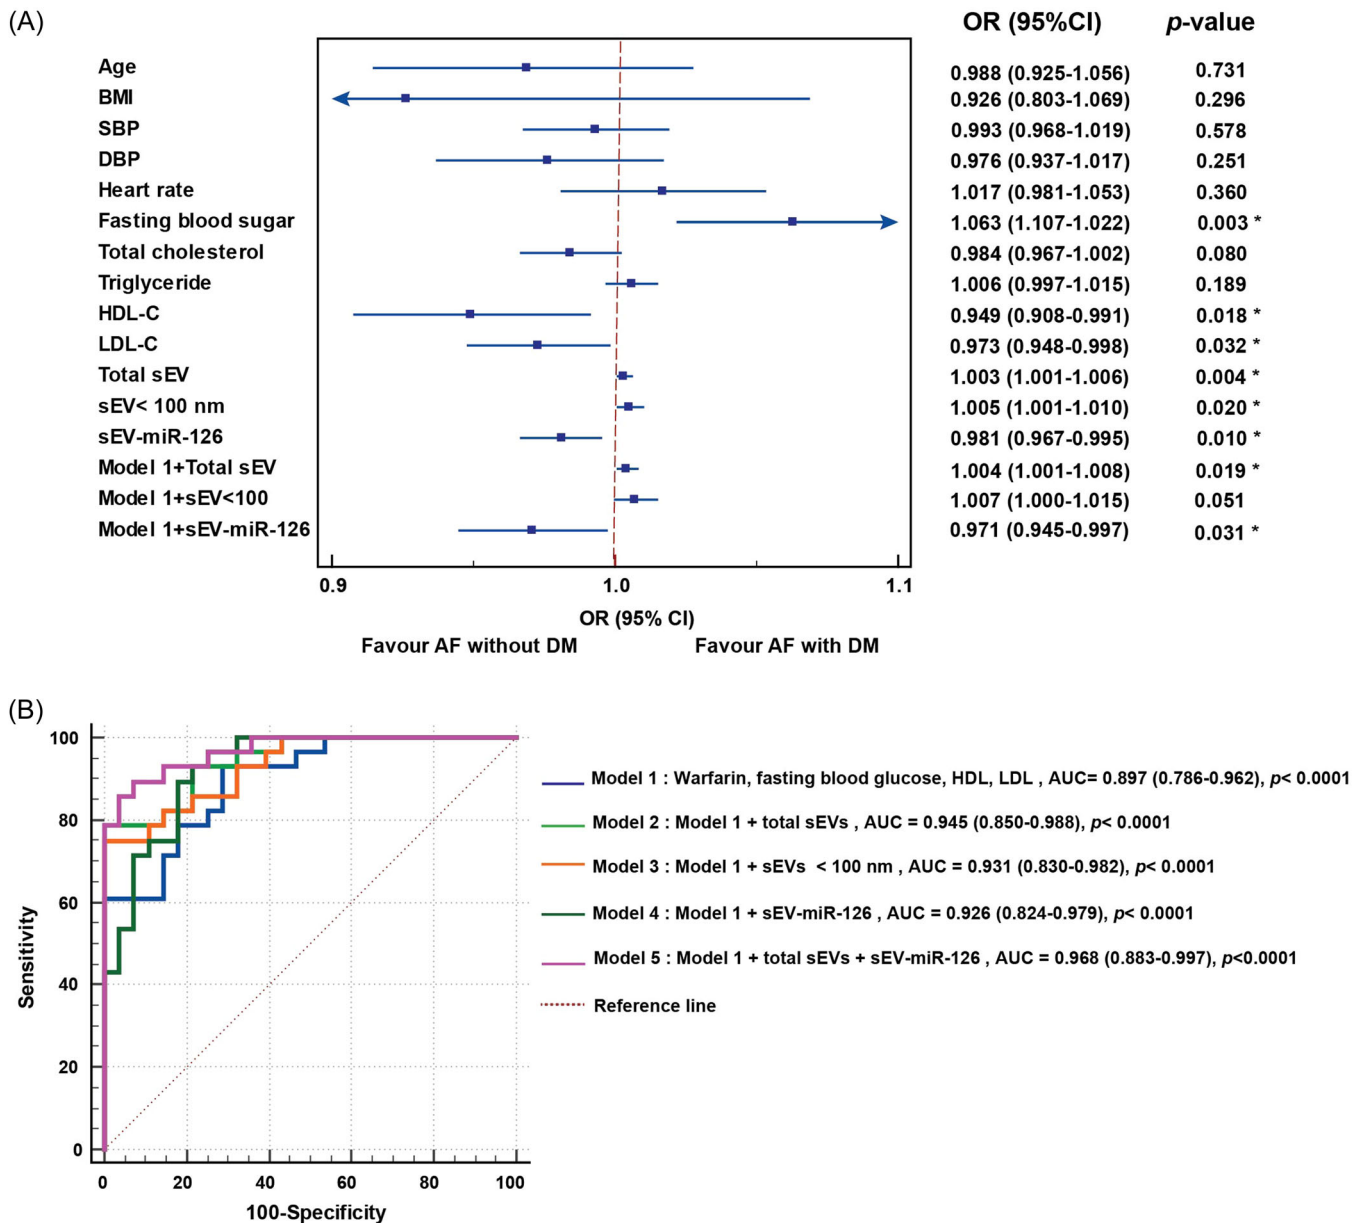 (A)
OR (95%CI) p-value
Age 0.988 (0.925-1.056) 0.731
BMI 0.926 (0.803-1.069) 0.296
SBP 0.993 (0.968-1.019) 0.578
DBP 0.976 (0.937-1.017) 0.251
Heart rate 1.017 (0.981-1.053) 0.360
Fasting blood sugar 1.063 (1.107-1.022) 0.003 *
Total cholesterol 0.984 (0.967-1.002) 0.080
Triglyceride 1.006 (0.997-1.015) 0.189
HDL-C 0.949 (0.908-0.991) 0.018 *
LDL-C 0.973 (0.948-0.998) 0.032 *
Total sEV 1.003 (1.001-1.006) 0.004 *
sEV< 100 nm 1.005 (1.001-1.010) 0.020 *
sEV-miR-126 0.981 (0.967-0.995) 0.010 *
Model 1+Total sEV 1.004 (1.001-1.008) 0.019 *
Model 1+sEV<100 1.007 (1.000-1.015) 0.051
Model 1+sEV-miR-126 0.971 (0.945-0.997) 0.031 *
0.9 1.0 1.1
OR (95% CI)
Favour AF without DM Favour AF with DM
(B)
100
80
60
40
20
0
Sensitivity
0 20 40 60 80 100
100-Specificity
Model 1 : Warfarin, fasting blood glucose, HDL, LDL , AUC= 0.897 (0.786-0.962), p< 0.0001
Model 2 : Model 1 + total sEVs , AUC = 0.945 (0.850-0.988), p< 0.0001
Model 3 : Model 1 + sEVs < 100 nm , AUC = 0.931 (0.830-0.982), p< 0.0001
Model 4 : Model 1 + sEV-miR-126 , AUC = 0.926 (0.824-0.979), p< 0.0001
Model 5 : Model 1 + total sEVs + sEV-miR-126 , AUC = 0.968 (0.883-0.997), p<0.0001
Reference line